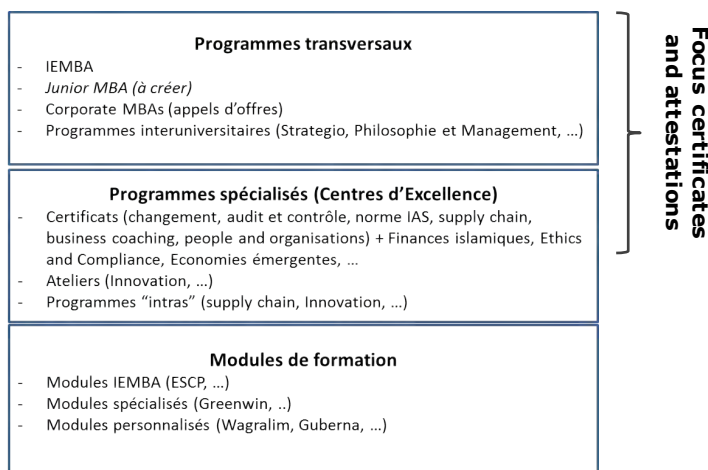 Programmes transversaux
- IEMBA
- Junior MBA (à créer)
- Corporate MBAs (appels d'offres)
- Programmes interuniversitaires (Strategio, Philosophie et Management, ...)
Programmes spécialisés (Centres d'Excellence)
- Certificats (changement, audit et contrôle, norme IAS, supply chain,
business coaching, people and organisations) + Finances islamiques, Ethics
and Compliance, Economies émergentes, ...
- Ateliers (Innovation, ...)
- Programmes “intras” (supply chain, Innovation, ...)
Modules de formation
- Modules IEMBA (ESCP, ...)
- Modules spécialisés (Greenwin, ..)
- Modules personnalisés (Wagralim, Guberna, ...)
Focus certificates
and attestations